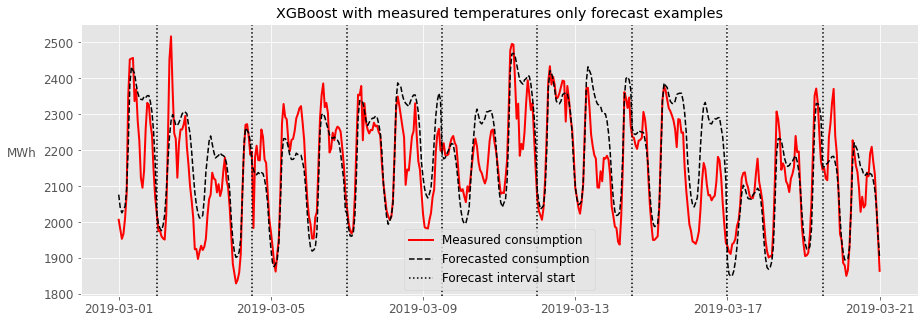 XGBoost with measured temperatures only forecast examples
2500
2400
2300
2200
MWh
2100
2000
1900
1800
Measured consumption
Forecasted consumption
Forecast interval start
2019-03-01 2019-03-05 2019-03-09 2019-03-13 2019-03-17 2019-03-21